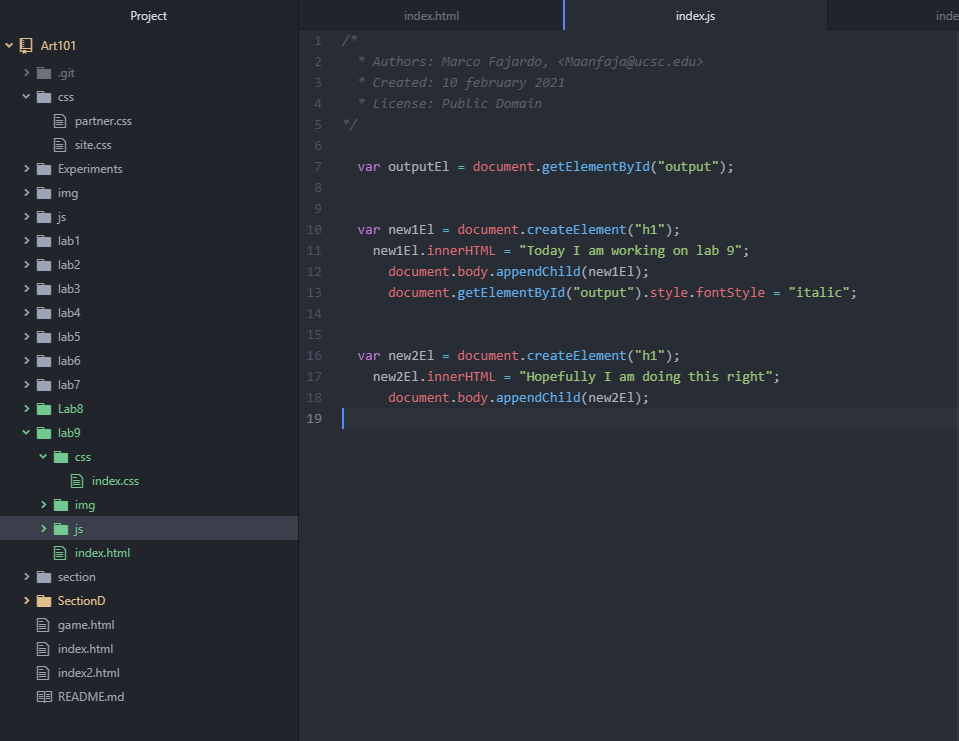 Project
Art101
.git
css
partner.css
site.css
Experiments
img
js
lab1
lab2
lab3
lab4
lab5
lab6
lab7
Lab8
lab9
css
index.css
img
js
index.html
section
SectionD
game.html
index.html
index2.html
README.md
index.html
index.js
inde
1 /*
2 * Authors: Marco Fajardo, <Maanfaja@ucsc.edu>
3 * Created: 10 february 2021
4 * License: Public Domain
5 */
6
7 var outputEl = document.getElementById("output");
8
9
10 var new1El = document.createElement("h1");
11 new1El.innerHTML = "Today I am working on lab 9";
12 document.body.appendChild(new1El);
13 document.getElementById("output").style.fontStyle = "italic";
14
15
16 var new2El = document.createElement("h1");
17 new2El.innerHTML = "Hopefully I am doing this right";
18 document.body.appendChild(new2El);
19